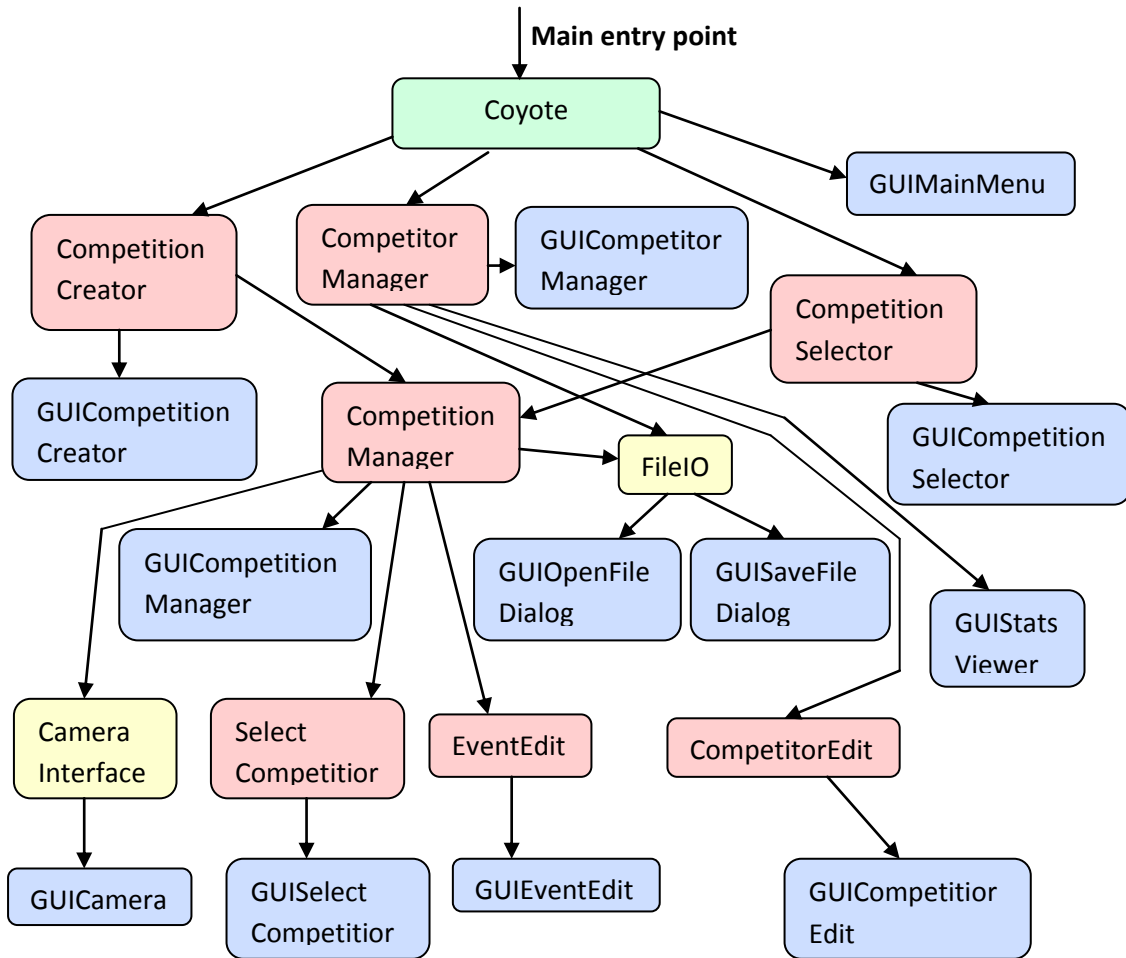 Main entry point
Coyote
GUIMainMenu
Competition
Creator
Competitor
Manager
GUICompetitor
Manager
Competition
Selector
GUICompetition
Creator
Competition
Manager
FileIO
GUICompetition
Selector
GUICompetition
Manager
GUIOpenFile
Dialog
GUISaveFile
Dialog
GUIStats
Viewer
Camera
Interface
Select
Competitior
EventEdit
CompetitorEdit
GUICamera
GUISelect
Competitior
GUIEventEdit
GUICompetitior
Edit